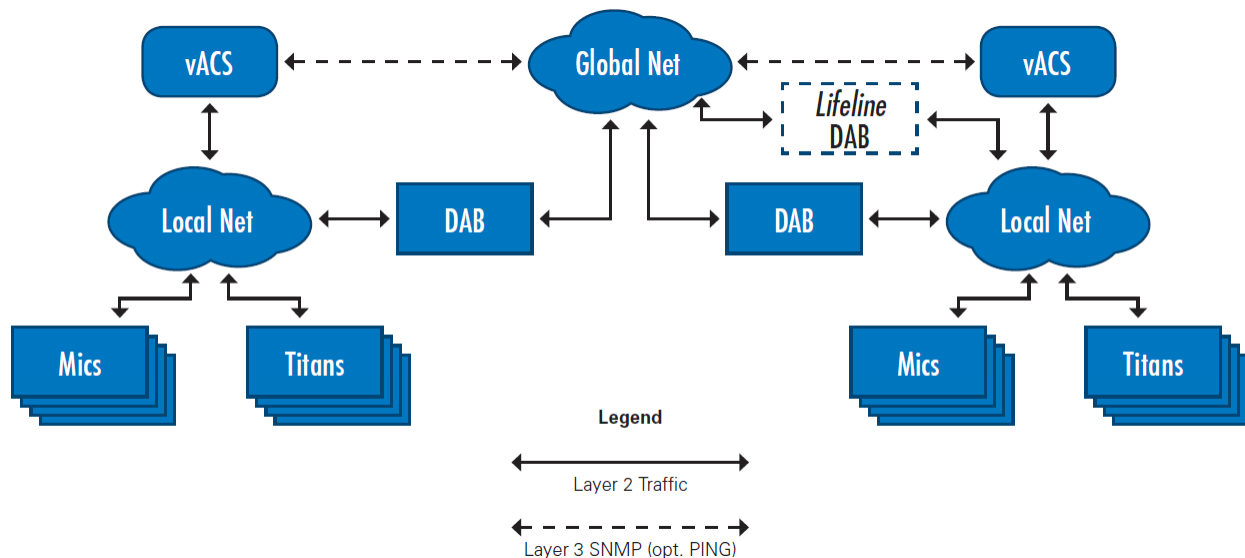 vACS
Global Net
vACS
Lifeline
DAB
Local Net
DAB
DAB
Local Net
Mics
Titans
Mics
Titans
Legend
Layer 2 Traffic
Layer 3 SNMP (opt. PING)